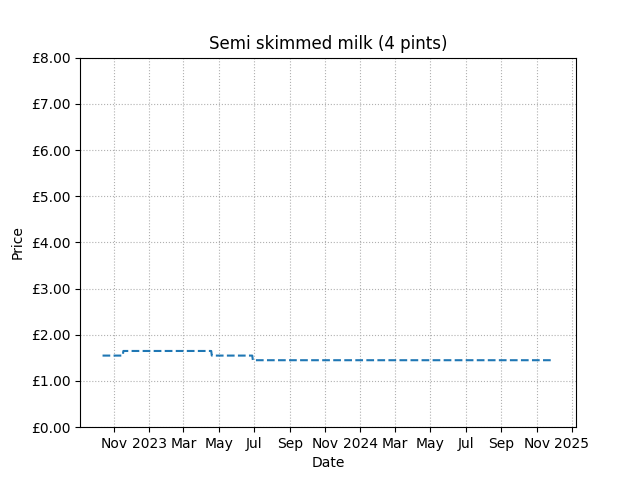 Semi skimmed milk (4 pints)
£8.00
£7.00
£6.00
£5.00
£4.00
£3.00
£2.00
£1.00
£0.00
Price
Nov 2023 Mar May Jul Sep Nov 2024 Mar May Jul Sep Nov 2025
Date